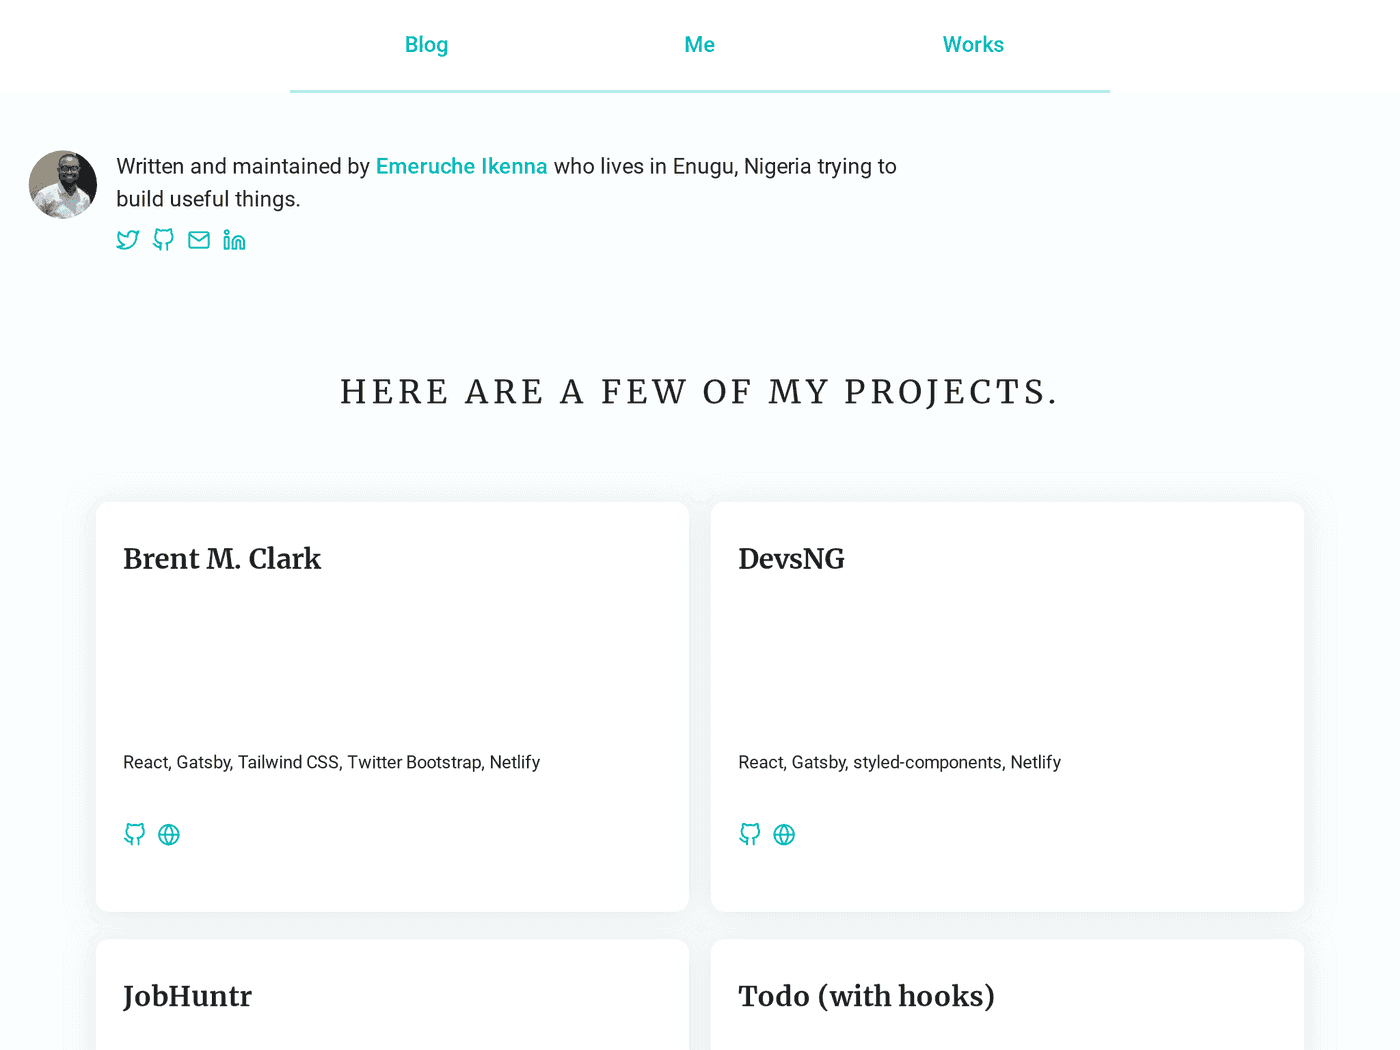 Blog Me Works
Written and maintained by Emeruche Ikenna who lives in Enugu, Nigeria trying to
build useful things.
HERE ARE A FEW OF MY PROJECTS.
Brent M. Clark
React, Gatsby, Tailwind CSS, Twitter Bootstrap, Netlify
DevsNG
React, Gatsby, styled-components, Netlify
JobHuntr
Todo (with hooks)